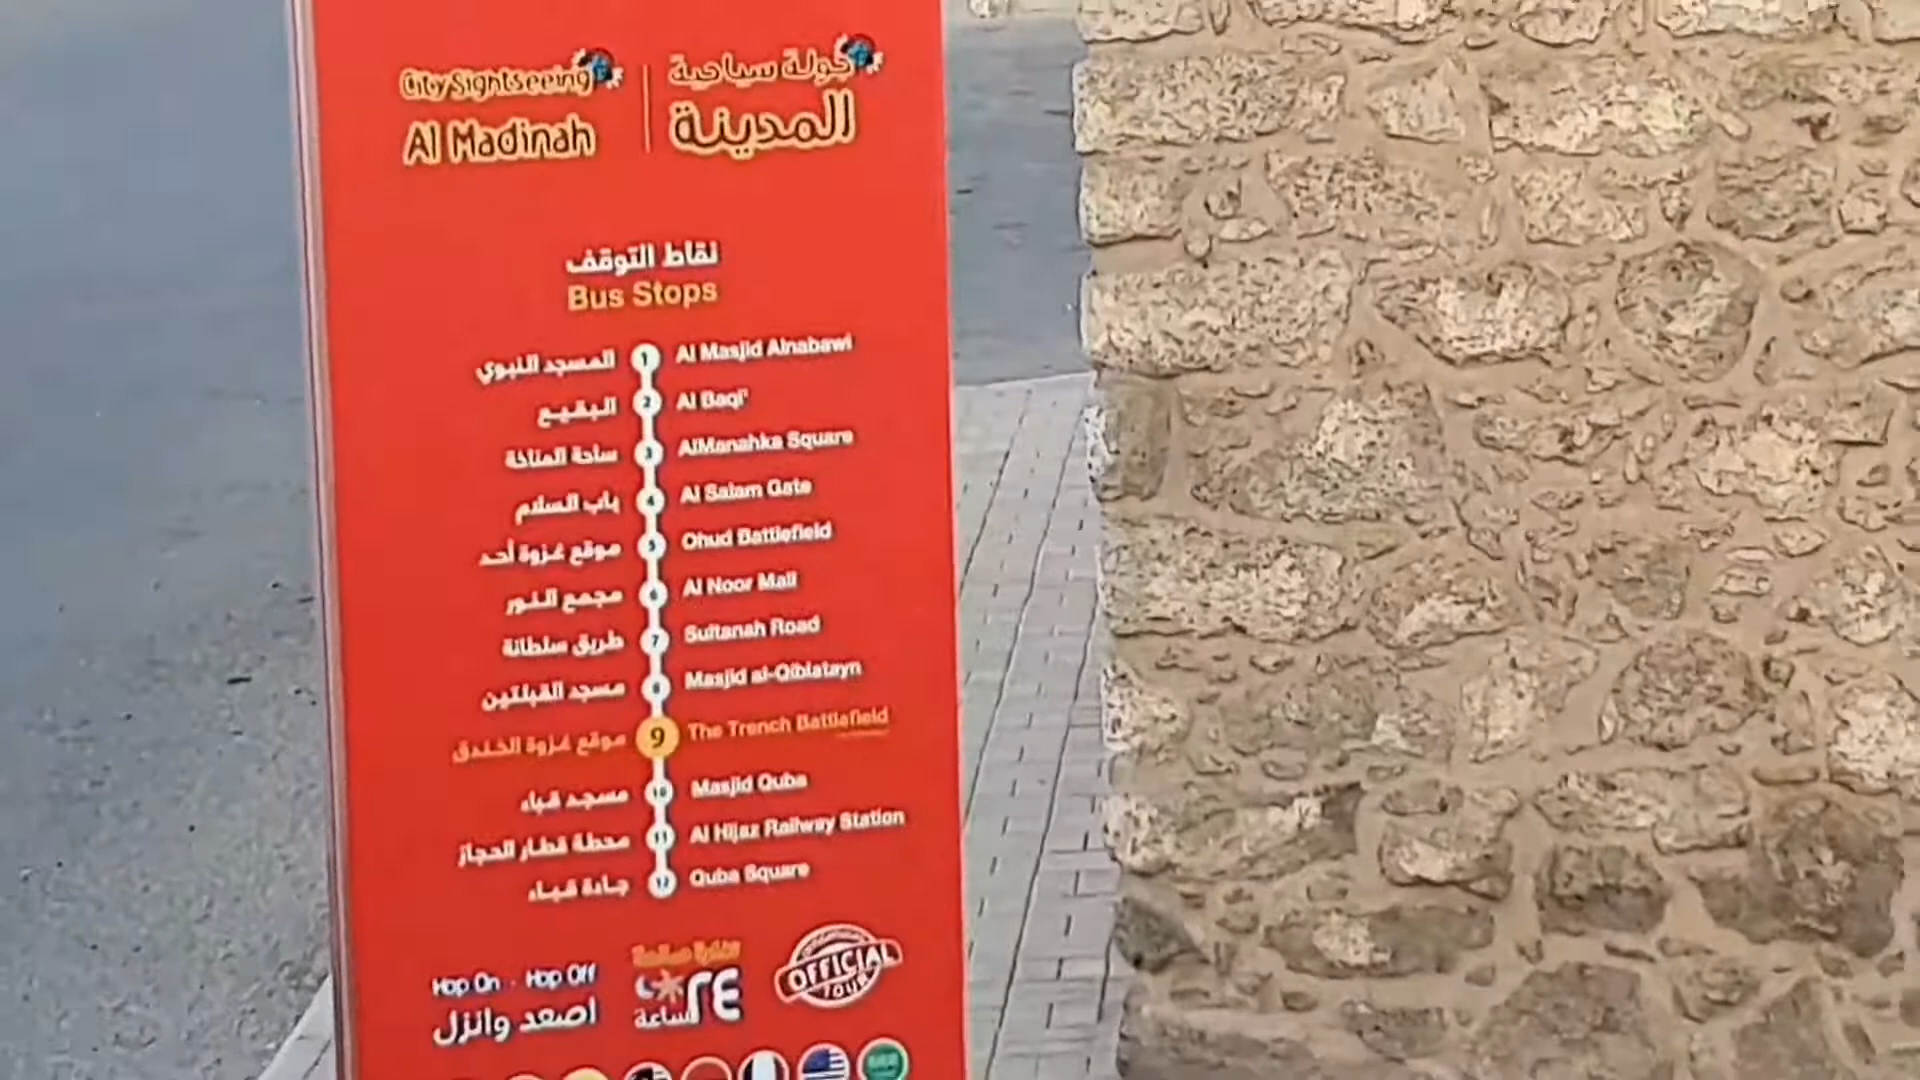 CitySightseeing
Al Madinah
جولة سياحية
المدينة
نقاط التوقف
Bus Stops
المسجد النبوي 1 Al Masjid Alnabawi
البقيع 2 Al Baqi'
ساحة المناخة 3 AlManahka Square
باب السلام 4 Al Salam Gate
موقع غزوة أحد 5 Ohud Battlefield
مجمع النور 6 Al Noor Mall
طريق سلطانة 7 Sultanah Road
مسجد القبلتين 8 Masjid al-Qiblatayn
موقع غزوة الخندق 9 The Trench Battlefield
مسجد قباء 10 Masjid Quba
محطة قطار الحجاز 11 Al Hijaz Railway Station
جادة قباء 12 Quba Square
Hop On · Hop Off
اصعد وانزل
تذكرة صالحة
٢٤
ساعة
OFFICIAL
TOUR